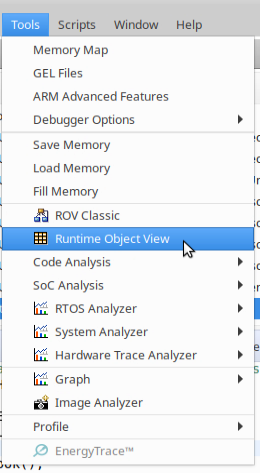 Tools Scripts Window Help
Memory Map
GEL Files
ARM Advanced Features
Debugger Options
Save Memory
Load Memory
Fill Memory
ROV Classic
Runtime Object View
Code Analysis
SoC Analysis
RTOS Analyzer
System Analyzer
Hardware Trace Analyzer
Graph
Image Analyzer
Profile
EnergyTrace™